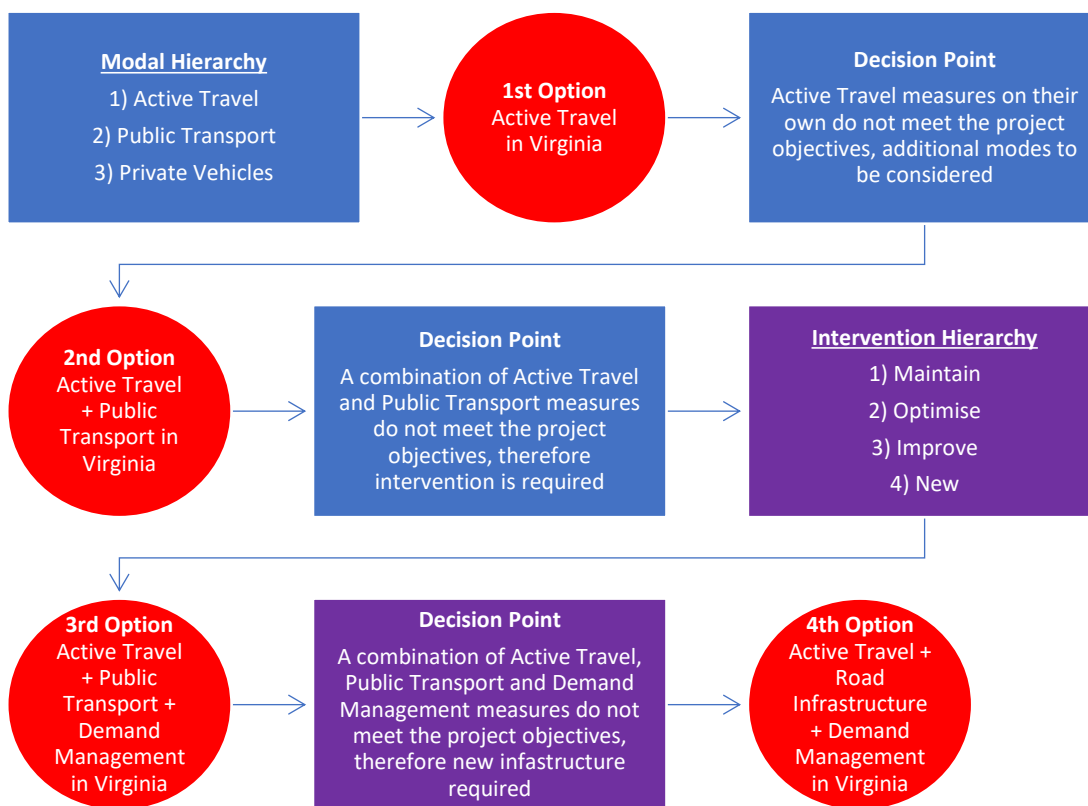 Modal Hierarchy
1) Active Travel
2) Public Transport
3) Private Vehicles
1st Option
Active Travel
in Virginia
Decision Point
Active Travel measures on their
own do not meet the project
objectives, additional modes to
be considered
2nd Option
Active Travel
+ Public
Transport in
Virginia
Decision Point
A combination of Active Travel
and Public Transport measures
do not meet the project
objectives, therefore
intervention is required
Intervention Hierarchy
1) Maintain
2) Optimise
3) Improve
4) New
3rd Option
Active Travel
+ Public
Transport +
Demand
Management
in Virginia
Decision Point
A combination of Active Travel,
Public Transport and Demand
Management measures do not
meet the project objectives,
therefore new infastructure
required
4th Option
Active Travel +
Road
Infrastructure
+ Demand
Management
in Virginia